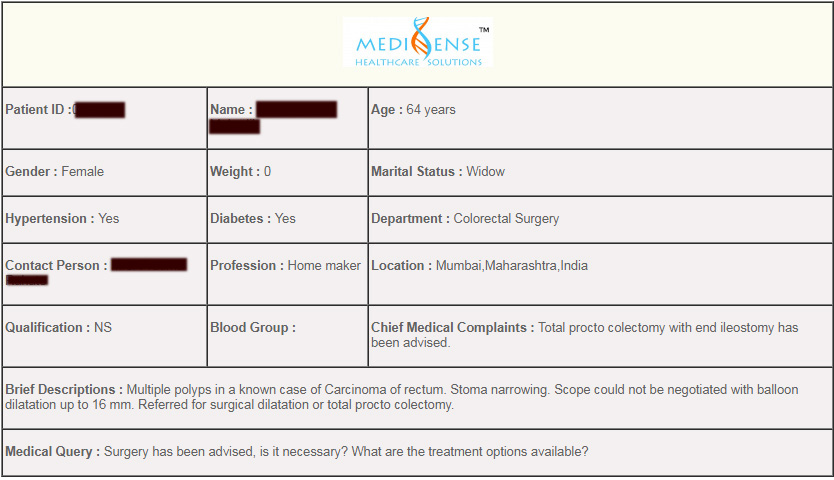 MEDISENSE™
HEALTHCARE SOLUTIONS
Patient ID :
Name :
Age : 64 years
Gender : Female
Weight : 0
Marital Status : Widow
Hypertension : Yes
Diabetes : Yes
Department : Colorectal Surgery
Contact Person :
Profession : Home maker
Location : Mumbai,Maharashtra,India
Qualification : NS
Blood Group :
Chief Medical Complaints : Total procto colectomy with end ileostomy has
been advised.
Brief Descriptions : Multiple polyps in a known case of Carcinoma of rectum. Stoma narrowing. Scope could not be negotiated with balloon
dilatation up to 16 mm. Referred for surgical dilatation or total procto colectomy.
Medical Query : Surgery has been advised, is it necessary? What are the treatment options available?